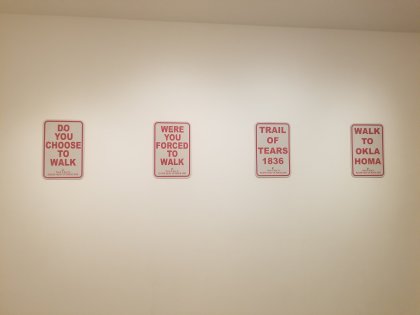 DO
YOU
CHOOSE
TO
WALK
WERE
YOU
FORCED
TO
WALK
TRAIL
OF
TEARS
1836
WALK
TO
OKLA
HOMA